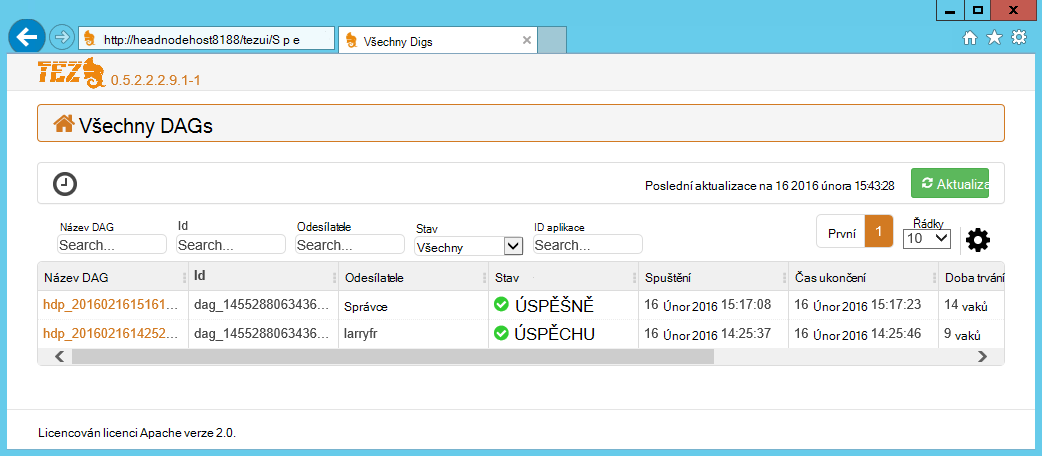 http://headnodehost8188/tezui/S p e
Všechny Digs
TEZ 0.5.2.2.2.9.1-1
Všechny DAGs
Poslední aktualizace na 16 2016 února 15:43:28
Aktualiza
Název DAG Id Odesílatele Stav ID aplikace
Search... Search... Search... Všechny Search...
První 1 Řádky 10
Název DAG Id Odesílatele Stav Spuštění Čas ukončení Doba trvání
hdp_2016021615161... dag_1455288063436... Správce ÚSPĚŠNĚ 16 Únor 2016 15:17:08 16 Únor 2016 15:17:23 14 vaků
hdp_2016021614252... dag_1455288063436... larryfr ÚSPĚCHU 16 Únor 2016 14:25:37 16 Únor 2016 14:25:46 9 vaků
Licencován licenci Apache verze 2.0.